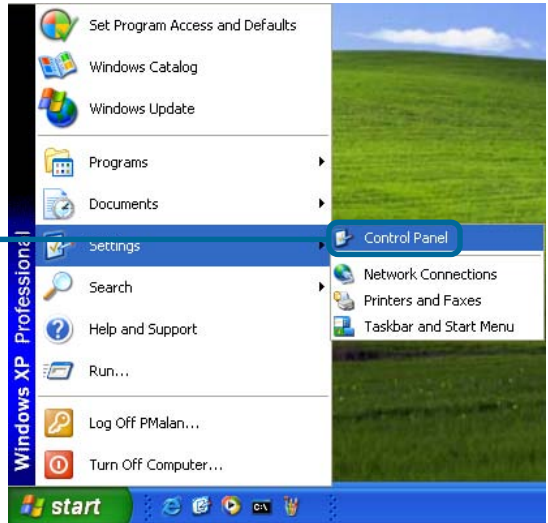 Set Program Access and Defaults
Windows Catalog
Windows Update
Programs
Documents
Settings
Search
Help and Support
Run...
Log Off PMalan...
Turn Off Computer...
Windows XP Professional
Control Panel
Network Connections
Printers and Faxes
Taskbar and Start Menu
start
C:\